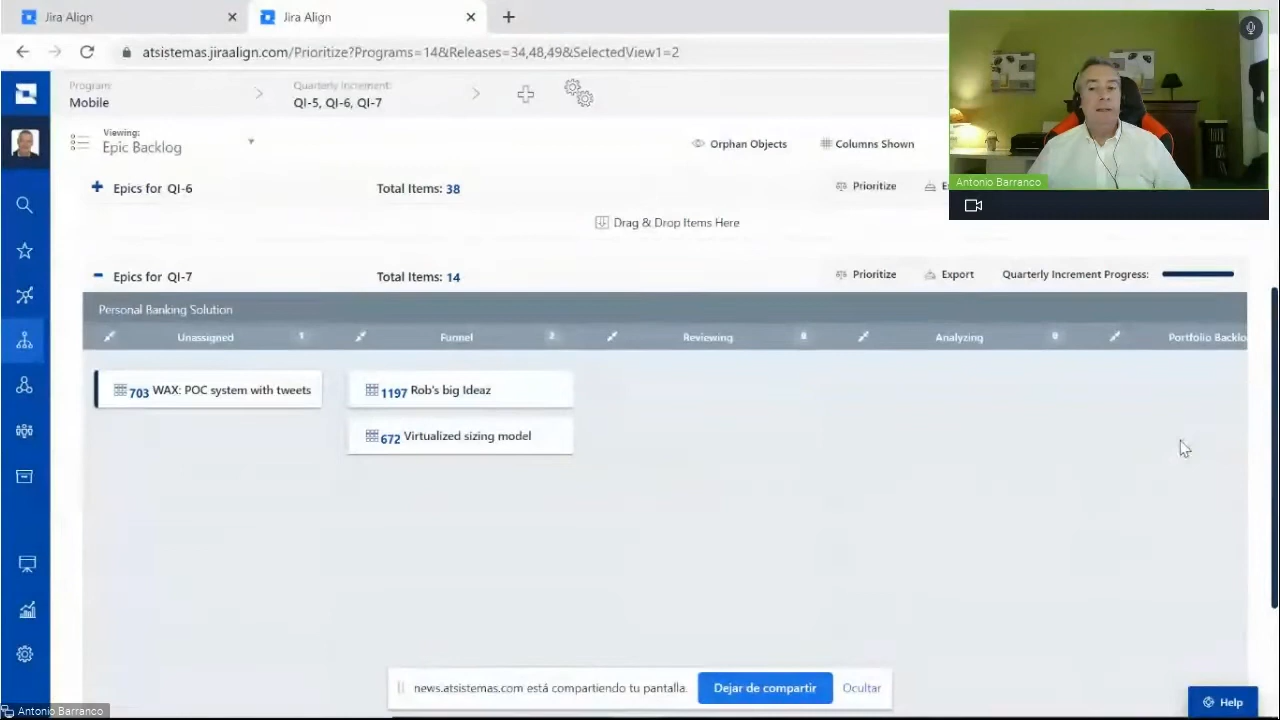 Jira Align
Jira Align
atsistemas.jiraalign.com/Prioritize?Programs=14&Releases=34,48,49&SelectedView1=2
Program:
Mobile
Quarterly Increment:
QI-5, QI-6, QI-7
Viewing:
Epic Backlog
Orphan Objects
Columns Shown
Antonio Barranco
Epics for QI-6
Total Items: 38
Prioritize
Drag & Drop Items Here
Epics for QI-7
Total Items: 14
Prioritize
Export
Quarterly Increment Progress:
Personal Banking Solution
Unassigned 1
Funnel 2
Reviewing
Analyzing 0
Portfolio Backlo
703 WAX: POC system with tweets
1197 Rob's big Ideaz
672 Virtualized sizing model
news.atsistemas.com está compartiendo tu pantalla.
Dejar de compartir
Ocultar
Help
Antonio Barranco